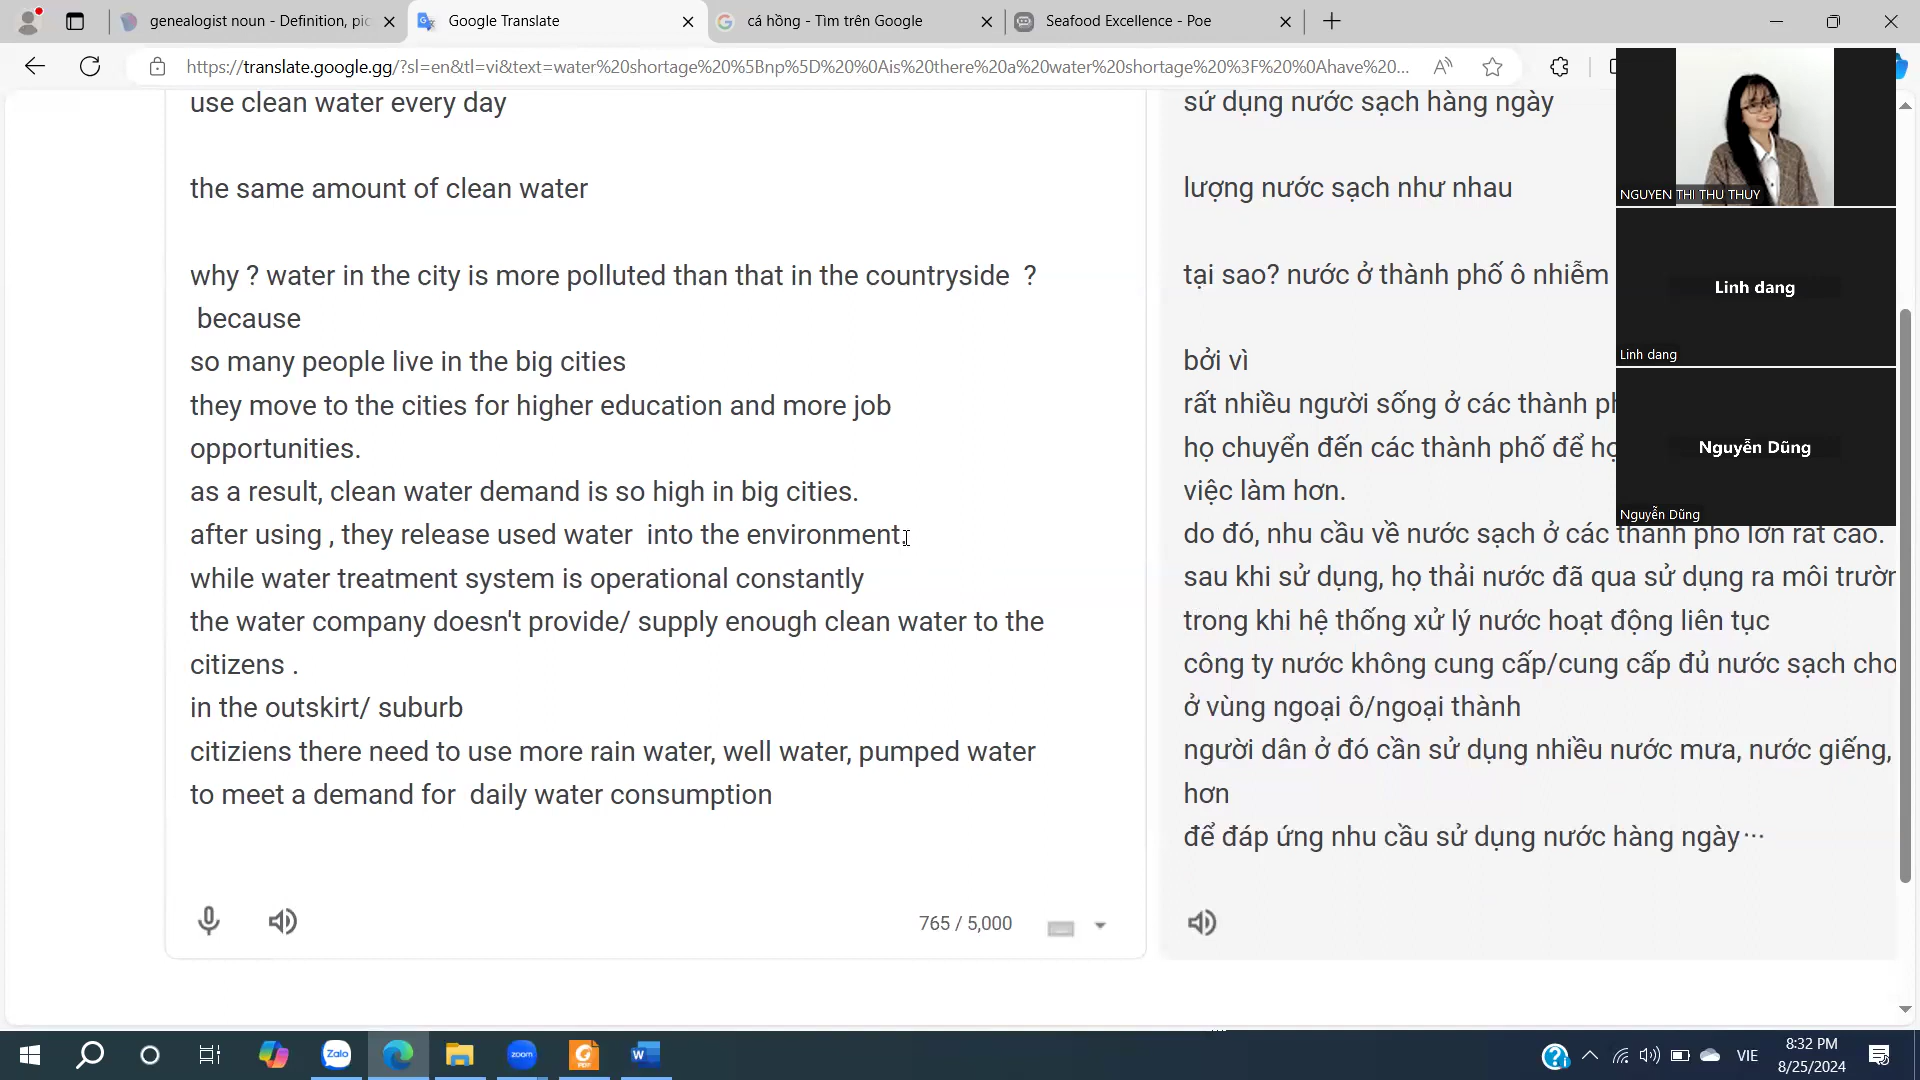 genealogist noun - Definition, pic
Google Translate
cá hồng - Tìm trên Google
Seafood Excellence - Poe
https://translate.google.gg/?sl=en&tl=vi&text=water%20shortage%20%5Bnp%5D%20%0Ais%20there%20a%20water%20shortage%20%3F%20%0Ahave%20...
use clean water every day
the same amount of clean water
why ? water in the city is more polluted than that in the countryside ?
because
so many people live in the big cities
they move to the cities for higher education and more job
opportunities.
as a result, clean water demand is so high in big cities.
after using , they release used water into the environment.
while water treatment system is operational constantly
the water company doesn't provide/ supply enough clean water to the
citizens .
in the outskirt/ suburb
citiziens there need to use more rain water, well water, pumped water
to meet a demand for daily water consumption
765 / 5,000
sử dụng nước sạch hàng ngày
lượng nước sạch như nhau
tại sao? nước ở thành phố ô nhiễm
bởi vì
rất nhiều người sống ở các thành
họ chuyển đến các thành phố để
việc làm hơn.
do đó, nhu cầu về nước sạch ở các thành phố lớn rất cao.
sau khi sử dụng, họ thải nước đã qua sử dụng ra môi
trong khi hệ thống xử lý nước hoạt động liên tục
công ty nước không cung cấp/cung cấp đủ nước sạch cho
ở vùng ngoại ô/ngoại thành
người dân ở đó cần sử dụng nhiều nước mưa, nước giếng,
hơn
để đáp ứng nhu cầu sử dụng nước hàng ngày...
NGUYEN THI THU THUY
Linh dang
Linh dang
Nguyễn Dũng
Nguyễn Dũng
Zalo
zoom
VIE
8:32 PM
8/25/2024